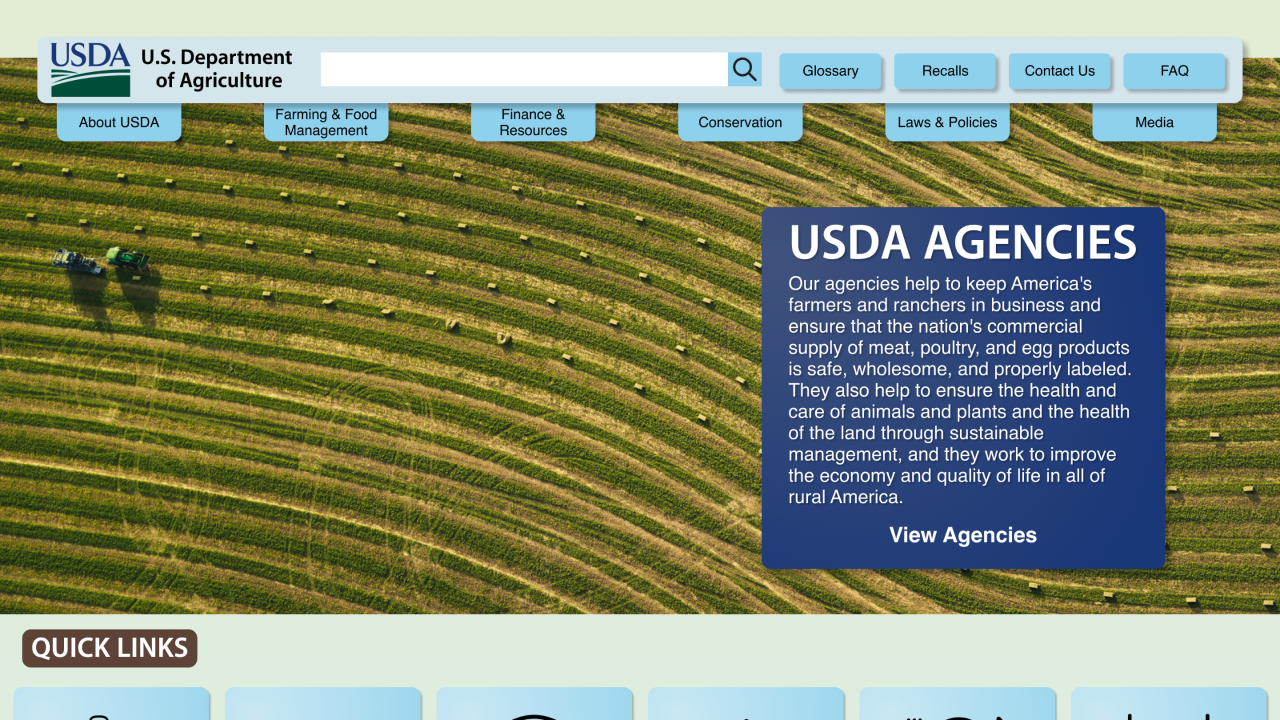 USDA
U.S. Department
of Agriculture
Glossary
Recalls
Contact Us
FAQ
About USDA
Farming & Food
Management
Finance &
Resources
Conservation
Laws & Policies
Media
USDA AGENCIES
Our agencies help to keep America's
farmers and ranchers in business and
ensure that the nation's commercial
supply of meat, poultry, and egg products
is safe, wholesome, and properly labeled.
They also help to ensure the health and
care of animals and plants and the health
of the land through sustainable
management, and they work to improve
the economy and quality of life in all of
rural America.
View Agencies
QUICK LINKS